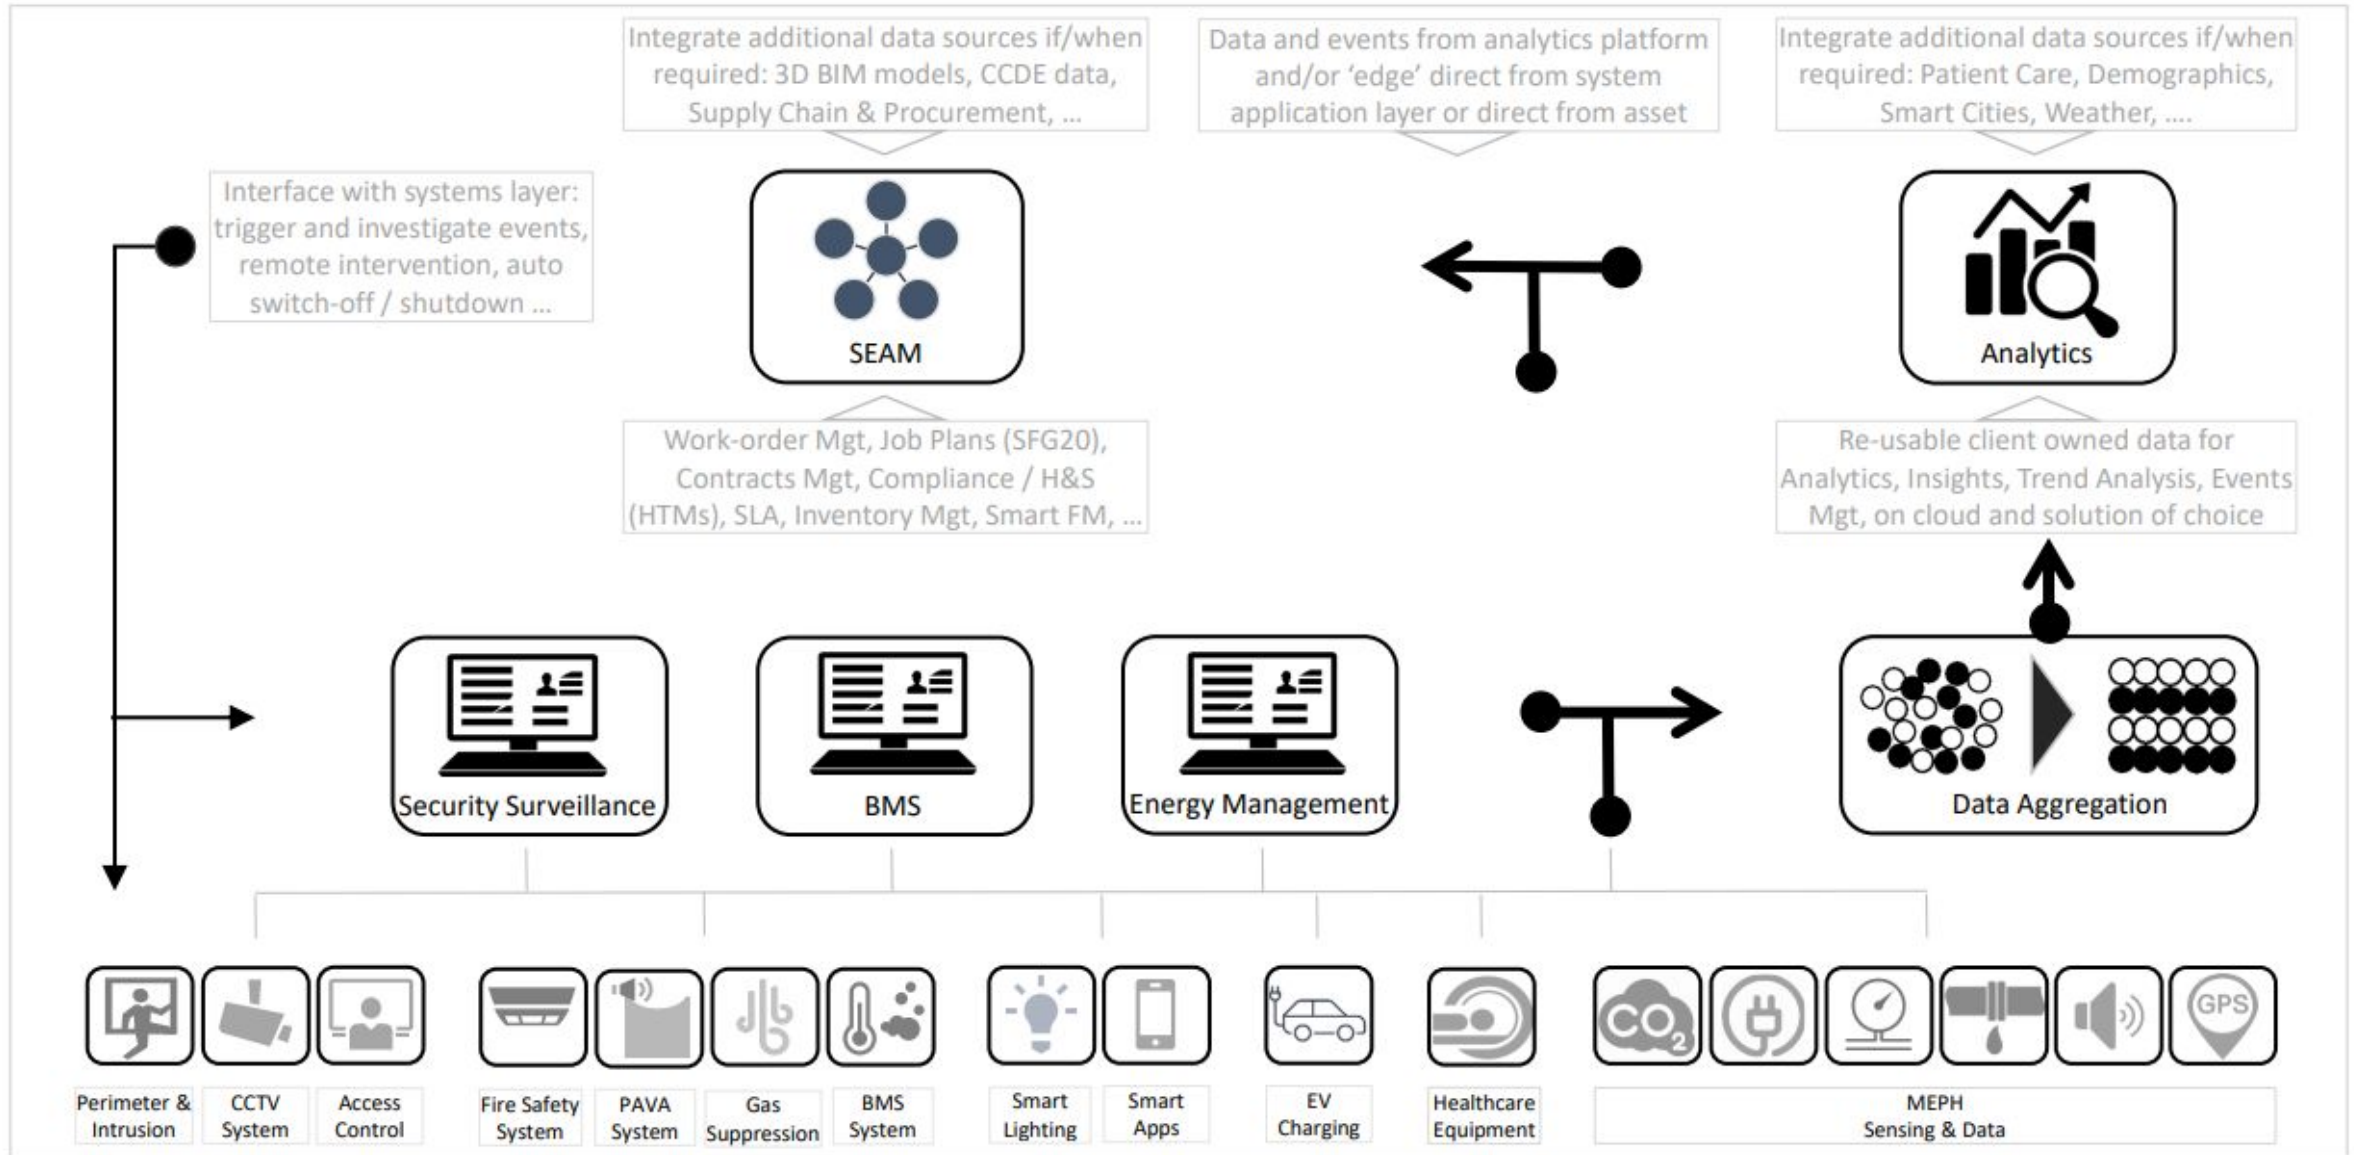 Integrate additional data sources if/when
required: 3D BIM models, CCDE data,
Supply Chain & Procurement, ...
Data and events from analytics platform
and/or ‘edge’ direct from system
application layer or direct from asset
Integrate additional data sources if/when
required: Patient Care, Demographics,
Smart Cities, Weather, ....
Interface with systems layer:
trigger and investigate events,
remote intervention, auto
switch-off / shutdown ...
SEAM
Analytics
Work-order Mgt, Job Plans (SFG20),
Contracts Mgt, Compliance / H&S
(HTMs), SLA, Inventory Mgt, Smart FM, ...
Re-usable client owned data for
Analytics, Insights, Trend Analysis, Events
Mgt, on cloud and solution of choice
Security Surveillance
BMS
Energy Management
Data Aggregation
CO2
GPS
Perimeter &
Intrusion
CCTV
System
Access
Control
Fire Safety
System
PAVA
System
Gas
Suppression
BMS
System
Smart
Lighting
Smart
Apps
EV
Charging
Healthcare
Equipment
MEPH
Sensing & Data